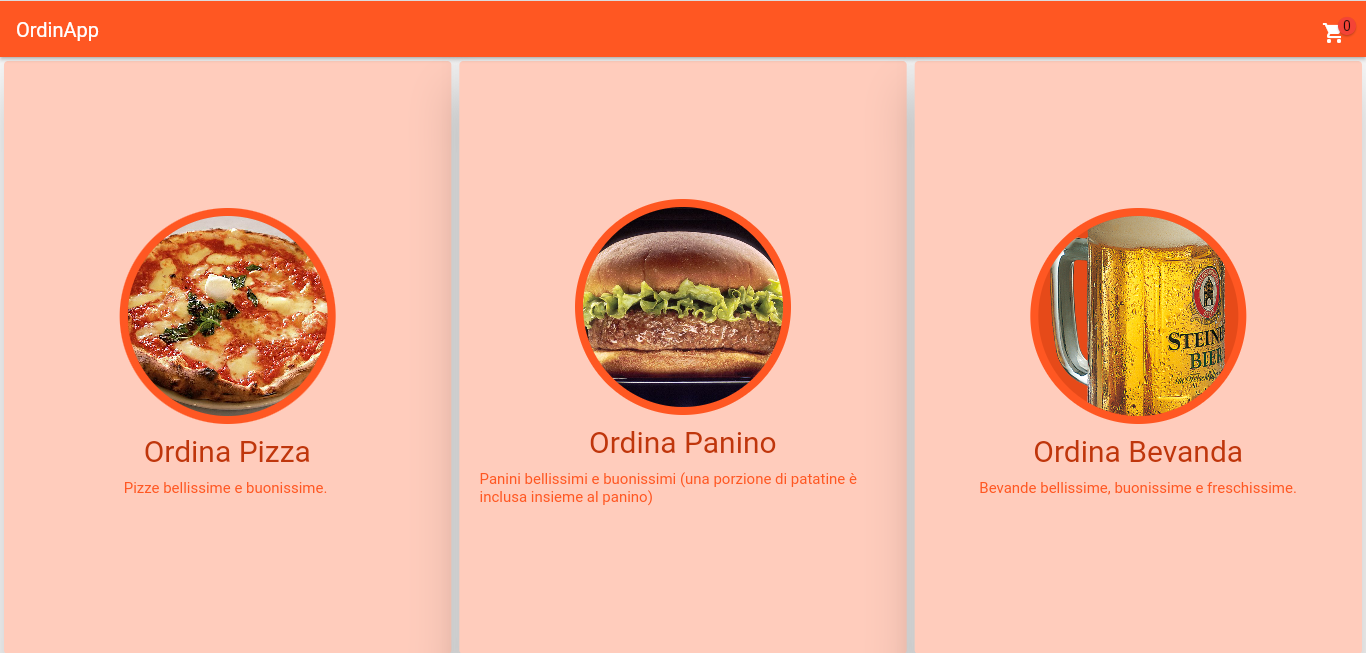 OrdinApp
0
Ordina Pizza
Pizze bellissime e buonissime.
Ordina Panino
Panini bellissimi e buonissimi (una porzione di patatine è
inclusa insieme al panino)
STEIN
BIER
Ordina Bevanda
Bevande bellissime, buonissime e freschissime.